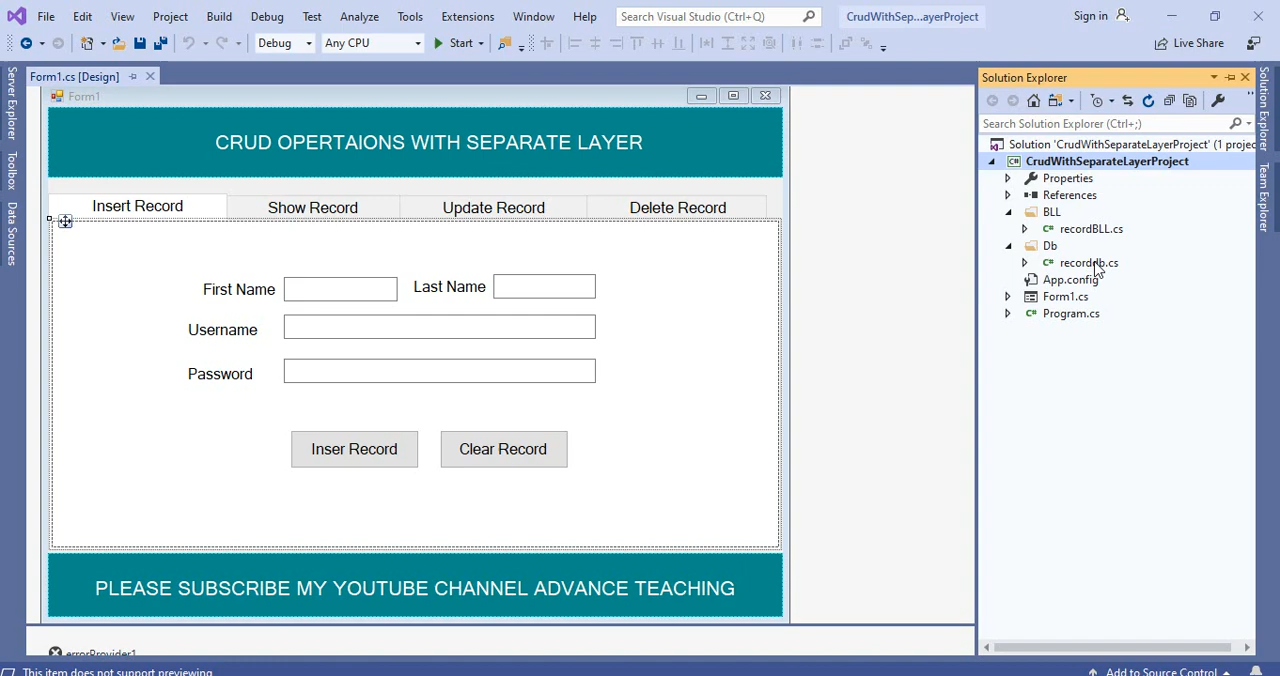 File Edit View Project Build Debug Test Analyze Tools Extensions Window Help Search Visual Studio (Ctrl+Q) CrudWithSep...ayerProject Sign in
Debug Any CPU Start Live Share
Form1.cs [Design]
Server Explorer
Toolbox
Data Sources
Form1
CRUD OPERTAIONS WITH SEPARATE LAYER
Insert Record Show Record Update Record Delete Record
First Name Last Name
Username
Password
Inser Record Clear Record
PLEASE SUBSCRIBE MY YOUTUBE CHANNEL ADVANCE TEACHING
errorProvider1
Solution Explorer
Search Solution Explorer (Ctrl+;)
Solution 'CrudWithSeparateLayerProject' (1 projec
CrudWithSeparateLayerProject
Properties
References
BLL
recordBLL.cs
Db
recorddb.cs
App.config
Form1.cs
Program.cs
Solution Explorer
Team Explorer
This item does not support previewing Add to Source Control